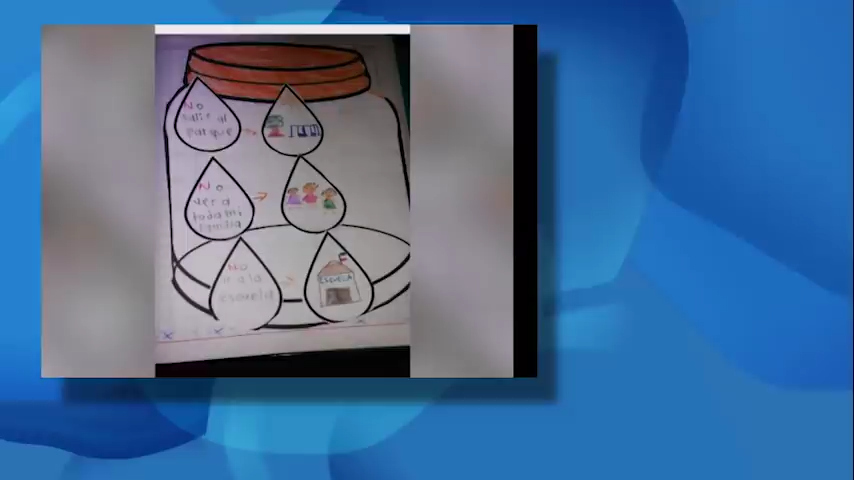 No
salir al
parque
No
ver a
toda mi
familia
No
ir a la
escuela
ESCUELA